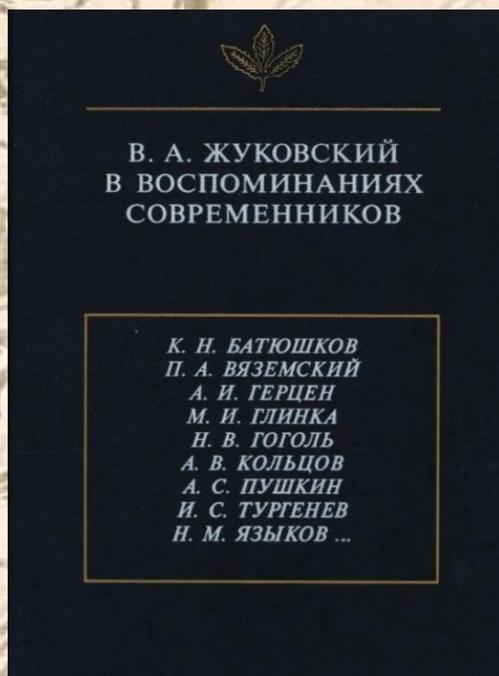 В. А. ЖУКОВСКИЙ
В ВОСПОМИНАНИЯХ
СОВРЕМЕННИКОВ
К. Н. БАТЮШКОВ
П. А. ВЯЗЕМСКИЙ
А. И. ГЕРЦЕН
М. И. ГЛИНКА
Н. В. ГОГОЛЬ
А. В. КОЛЬЦОВ
А. С. ПУШКИН
И. С. ТУРГЕНЕВ
Н. М. ЯЗЫКОВ ...